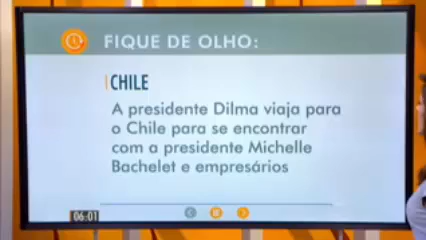 FIQUE DE OLHO:
CHILE
A presidente Dilma viaja para
o Chile para se encontrar
com a presidente Michelle
Bachelet e empresários
06:01